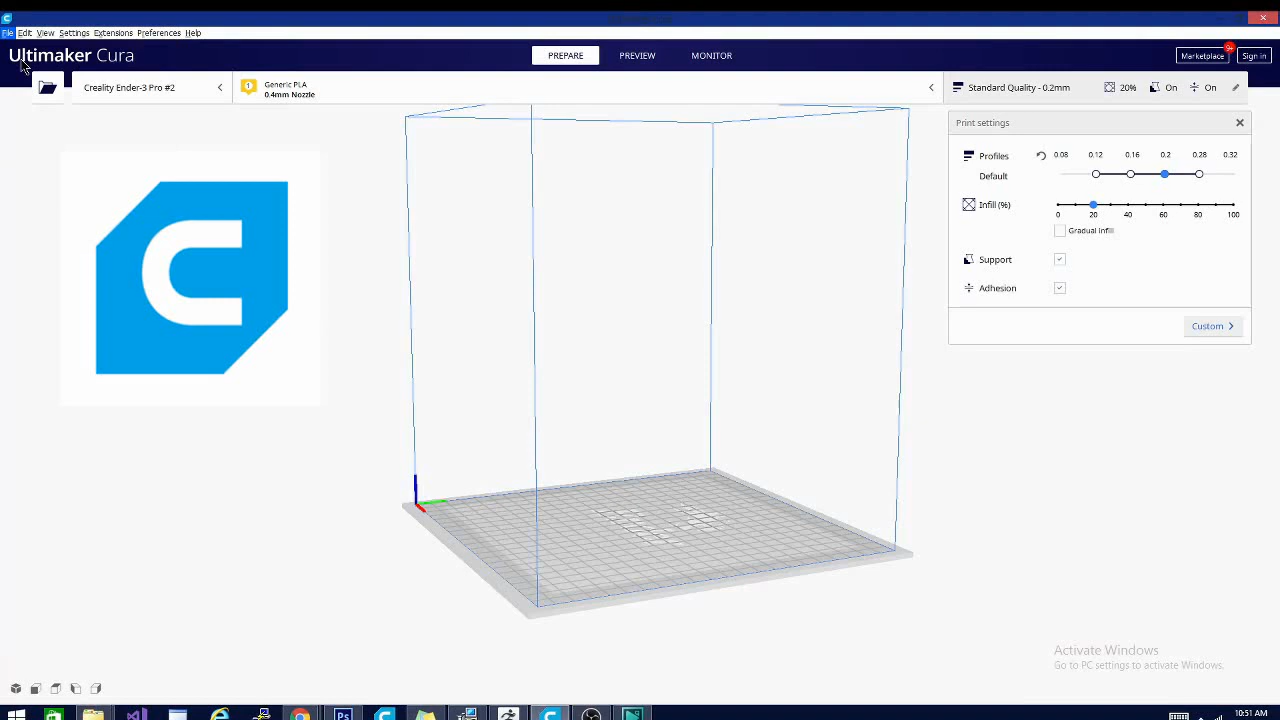 File Edit View Settings Extensions Preferences Help
Ultimaker Cura
PREPARE PREVIEW MONITOR
9+
Marketplace Sign in
Creality Ender-3 Pro #2
1
Generic PLA
0.4mm Nozzle
Standard Quality - 0.2mm 20% On On
Print settings
Profiles 0.08 0.12 0.16 0.2 0.28 0.32
Default
Infill (%)
0 20 40 60 80 100
Gradual Infill
Support
Adhesion
Custom
Activate Windows
Go to PC settings to activate Windows.
10:51 AM